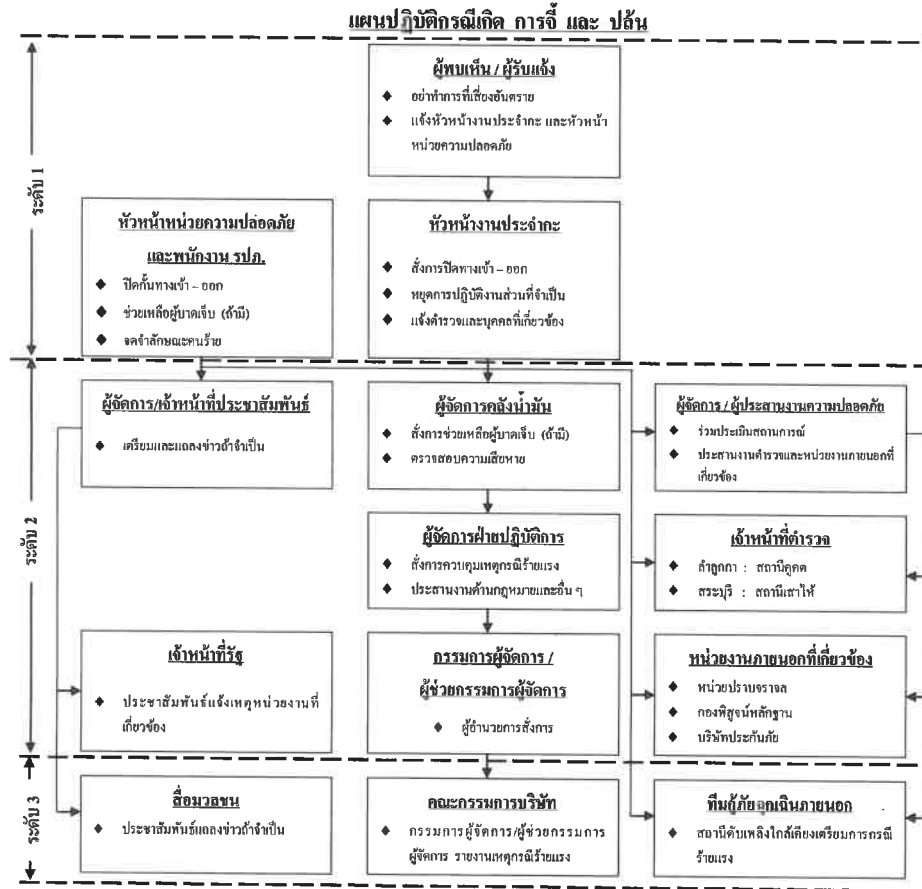 แผนปฏิบัติกรณีเกิด การจี้ และ ปล้น
ระดับ 1
ผู้พบเห็น / ผู้รับแจ้ง
◆ อย่าทำการที่เสี่ยงอันตราย
◆ แจ้งหัวหน้างานประจำกะ และหัวหน้า
หน่วยความปลอดภัย
หัวหน้าหน่วยความปลอดภัย
และพนักงาน รปภ.
◆ ปิดกั้นทางเข้า – ออก
◆ ช่วยเหลือผู้บาดเจ็บ (ถ้ามี)
◆ จดจำลักษณะคนร้าย
หัวหน้างานประจำกะ
◆ สั่งการปิดทางเข้า – ออก
◆ หยุดการปฏิบัติงานส่วนที่จำเป็น
◆ แจ้งตำรวจและบุคคลที่เกี่ยวข้อง
ระดับ 2
ผู้จัดการ/เจ้าหน้าที่ประชาสัมพันธ์
◆ เตรียมและแถลงข่าวถ้าจำเป็น
ผู้จัดการคลังน้ำมัน
◆ สั่งการช่วยเหลือผู้บาดเจ็บ (ถ้ามี)
◆ ตรวจสอบความเสียหาย
ผู้จัดการ / ผู้ประสานงานความปลอดภัย
◆ ร่วมประเมินสถานการณ์
◆ ประสานงานตำรวจและหน่วยงานภายนอกที่
เกี่ยวข้อง
ผู้จัดการฝ่ายปฏิบัติการ
◆ สั่งการควบคุมเหตุกรณีร้ายแรง
◆ ประสานงานด้านกฎหมายและอื่น ๆ
เจ้าหน้าที่ตำรวจ
◆ ลำลูกกา : สถานีคูคต
◆ สระบุรี : สถานีเสาไห้
เจ้าหน้าที่รัฐ
◆ ประชาสัมพันธ์แจ้งเหตุหน่วยงานที่
เกี่ยวข้อง
กรรมการผู้จัดการ /
ผู้ช่วยกรรมการผู้จัดการ
◆ ผู้อำนวยการสั่งการ
หน่วยงานภายนอกที่เกี่ยวข้อง
◆ หน่วยปราบจราจล
◆ กองพิสูจน์หลักฐาน
◆ บริษัทประกันภัย
ระดับ 3
สื่อมวลชน
◆ ประชาสัมพันธ์แถลงข่าวถ้าจำเป็น
คณะกรรมการบริษัท
◆ กรรมการผู้จัดการ/ผู้ช่วยกรรมการ
ผู้จัดการ รายงานเหตุกรณีร้ายแรง
ทีมกู้ภัยฉุกเฉินภายนอก
◆ สถานีดับเพลิงใกล้เคียงเตรียมการกรณี
ร้ายแรง